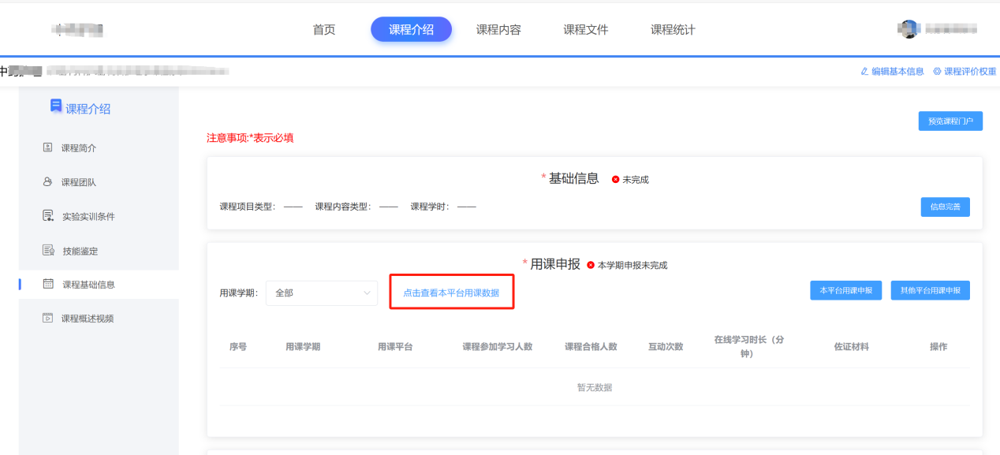 首页 课程介绍 课程内容 课程文件 课程统计
编辑基本信息 课程评价权重
课程介绍
课程简介
课程团队
实验实训条件
技能鉴定
课程基础信息
课程概述视频
预览课程门户
注意事项:*表示必填
* 基础信息 未完成
课程项目类型: —— 课程内容类型: —— 课程学时: ——
信息完善
* 用课申报 本学期申报未完成
用课学期: 全部 点击查看本平台用课数据 本平台用课申报 其他平台用课申报
序号 用课学期 用课平台 课程参加学习人数 课程合格人数 互动次数 在线学习时长（分
钟） 佐证材料 操作
暂无数据